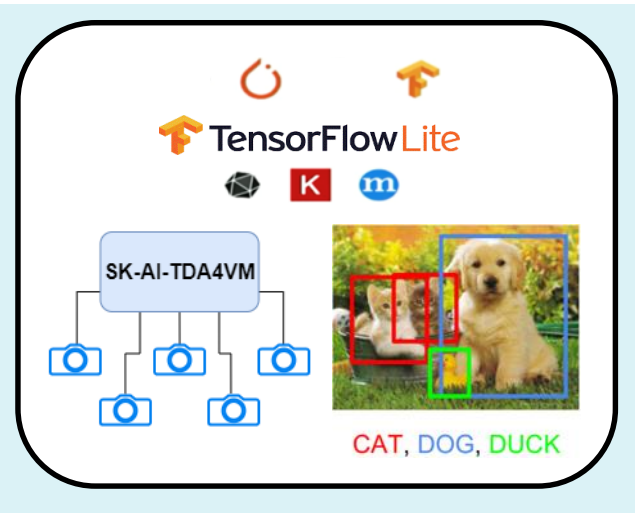 TensorFlow Lite
K
m
SK-AI-TDA4VM
CAT, DOG, DUCK